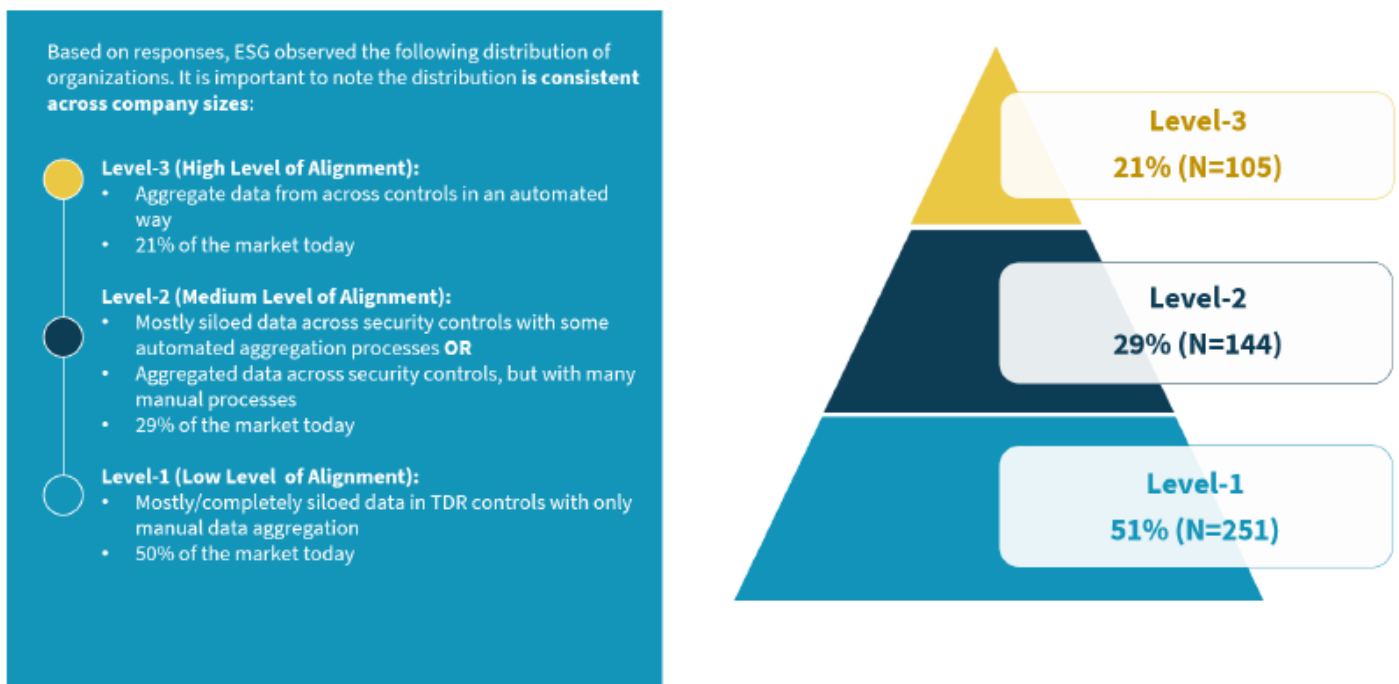 Based on responses, ESG observed the following distribution of
organizations. It is important to note the distribution is consistent
across company sizes:
Level-3 (High Level of Alignment):
• Aggregate data from across controls in an automated
way
• 21% of the market today
Level-2 (Medium Level of Alignment):
• Mostly siloed data across security controls with some
automated aggregation processes OR
• Aggregated data across security controls, but with many
manual processes
• 29% of the market today
Level-1 (Low Level of Alignment):
• Mostly/completely siloed data in TDR controls with only
manual data aggregation
• 50% of the market today
Level-3
21% (N=105)
Level-2
29% (N=144)
Level-1
51% (N=251)